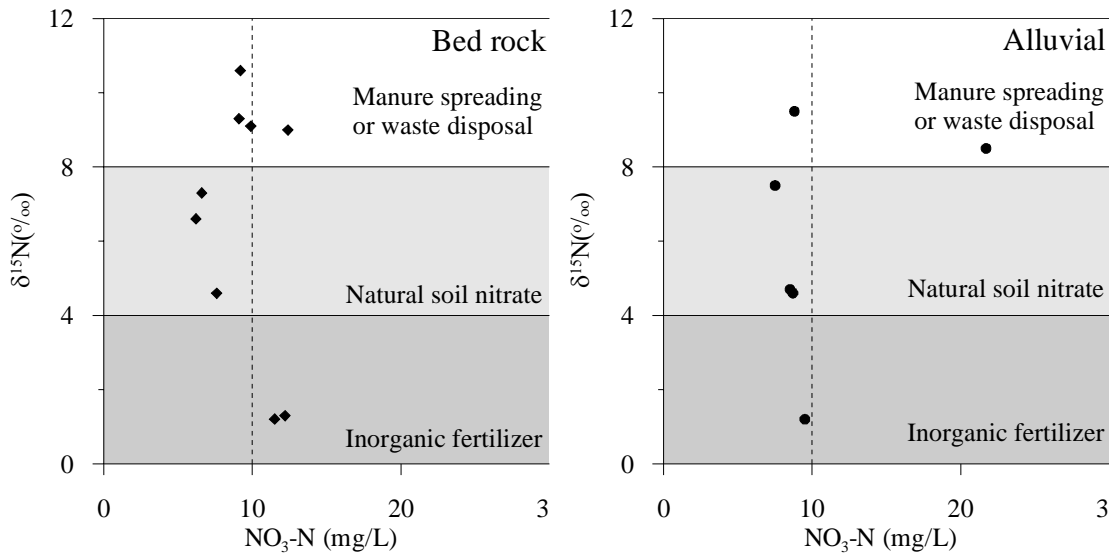 12
Bed rock
Manure spreading
or waste disposal
8
δ¹⁵N(‰)
Natural soil nitrate
4
Inorganic fertilizer
0
0 10 20 3
NO₃-N (mg/L)
12
Alluvial
Manure spreading
or waste disposal
8
δ¹⁵N(‰)
Natural soil nitrate
4
Inorganic fertilizer
0
0 10 20 3
NO₃-N (mg/L)